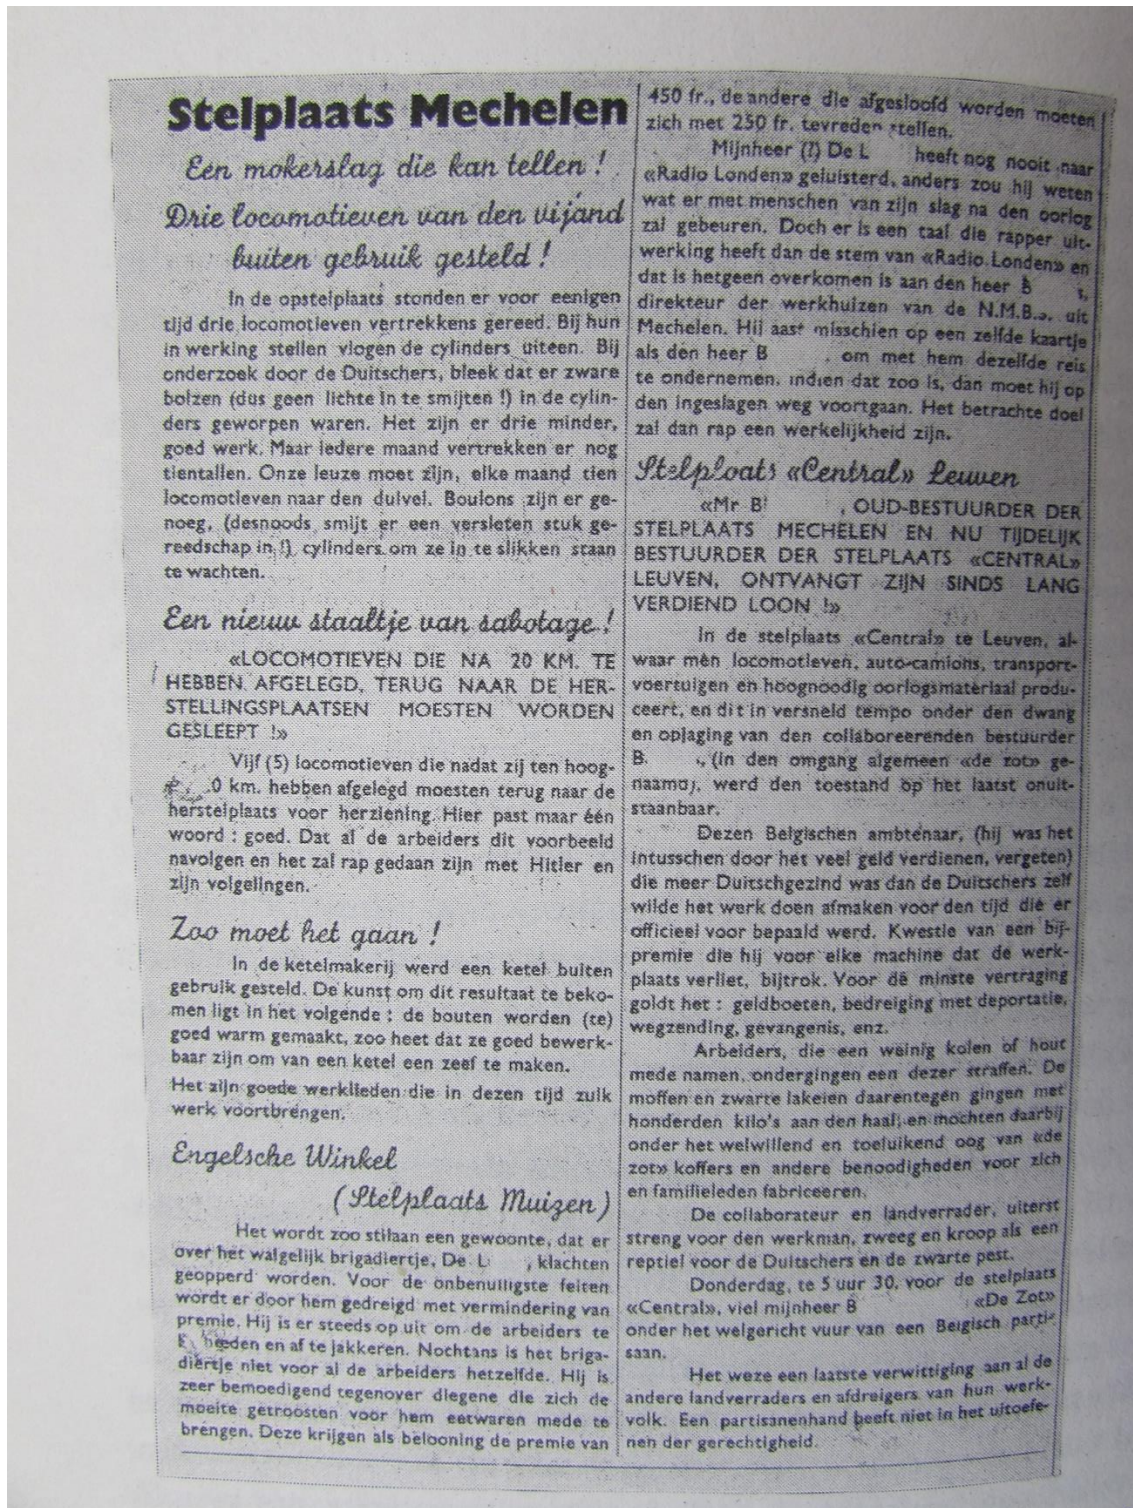 Stelplaats Mechelen
Een mokerslag die kan tellen !
Drie locomotieven van den vijand
buiten gebruik gesteld !
In de opstelplaats stonden er voor eenigen
tijd drie locomotieven vertrekkens gereed. Bij hun
in werking stellen vlogen de cylinders uiteen. Bij
onderzoek door de Duitschers, bleek dat er zware
bolzen (dus geen lichte in te smijten !) in de cylin-
ders geworpen waren. Het zijn er drie minder,
goed werk. Maar iedere maand vertrekken er nog
tientallen. Onze leuze moet zijn, elke maand tien
locomotieven naar den duivel. Boulons zijn er ge-
noeg, (desnoods smijt er een versleten stuk ge-
reedschap in !), cylinders om ze in te slikken staan
te wachten.
Een nieuw staaltje van sabotage !
«LOCOMOTIEVEN DIE NA 20 KM. TE
HEBBEN AFGELEGD, TERUG NAAR DE HER-
STELLINGSPLAATSEN MOESTEN WORDEN
GESLEEPT !»
Vijf (5) locomotieven die nadat zij ten hoog-
0 km. hebben afgelegd moesten terug naar de
herstelplaats voor herziening. Hier past maar één
woord : goed. Dat al de arbeiders dit voorbeeld
navolgen en het zal rap gedaan zijn met Hitler en
zijn volgelingen.
Zoo moet het gaan !
In de ketelmakerij werd een ketel buiten
gebruik gesteld. De kunst om dit resultaat te beko-
men ligt in het volgende : de bouten worden (te)
goed warm gemaakt, zoo heet dat ze goed bewerk-
baar zijn om van een ketel een zeef te maken.
Het zijn goede werklieden die in dezen tijd zulk
werk voortbrengen.
Engelsche Winkel
(Stelplaats Muizen)
Het wordt zoo stilaan een gewoonte, dat er
over het walgelijk brigadiertje, De L , klachten
geopperd worden. Voor de onbenulligste feiten
wordt er door hem gedreigd met vermindering van
premie. Hij is er steeds op uit om de arbeiders te
en af te jakkeren. Nochtans is het briga-
diertje niet voor al de arbeiders hetzelfde. Hij is
zeer bemoedigend tegenover diegene die zich de
moeite getroosten voor hem eetwaren mede te
brengen. Deze krijgen als belooning de premie van
450 fr., de andere die afgesloofd worden moeten
zich met 250 fr. tevreden stellen.
Mijnheer (?) De L heeft nog nooit naar
«Radio Londen» geluisterd, anders zou hij weten
wat er met menschen van zijn slag na den oorlog
zal gebeuren. Doch er is een taal die rapper uit-
werking heeft dan de stem van «Radio Londen» en
dat is hetgeen overkomen is aan den heer B s,
direkteur der werkhuizen van de N.M.B.. uit
Mechelen. Hij aast misschien op een zelfde kaartje
als den heer B . om met hem dezelfde reis
te ondernemen, indien dat zoo is, dan moet hij op
den ingeslagen weg voortgaan. Het betrachte doel
zal dan rap een werkelijkheid zijn.
Stelplaats «Central» Leuven
«Mr B , OUD-BESTUURDER DER
STELPLAATS MECHELEN EN NU TIJDELIJK
BESTUURDER DER STELPLAATS «CENTRAL»
LEUVEN, ONTVANGT ZIJN SINDS LANG
VERDIEND LOON !»
In de stelplaats «Central» te Leuven, al-
waar men locomotieven, auto-camions, transport-
voertuigen en hoognoodig oorlogsmateriaal produ-
ceert, en dit in versneld tempo onder den dwang
en opjaging van den collaboreerenden bestuurder
B. , (in den omgang algemeen «de zot» ge-
naamd), werd den toestand op het laatst onuit-
staanbaar.
Dezen Belgischen ambtenaar, (hij was het
intusschen door het veel geld verdienen, vergeten)
die meer Duitschgezind was dan de Duitschers zelf
wilde het werk doen afmaken voor den tijd die er
officieel voor bepaald werd. Kwestie van een bij-
premie die hij voor elke machine dat de werk-
plaats verliet, bijtrok. Voor de minste vertraging
goldt het : geldboeten, bedreiging met deportatie,
wegzending, gevangenis, enz.
Arbeiders, die een weinig kolen of hout
mede namen, ondergingen een dezer straffen. De
moffen en zwarte lakeien daarentegen gingen met
honderden kilo's aan den haal, en mochten daarbij
onder het welwillend en toeluikend oog van «de
zot» koffers en andere benoodigheden voor zich
en familieleden fabriceeren.
De collaborateur en landverrader, uiterst
streng voor den werkman, zweeg en kroop als een
reptiel voor de Duitschers en de zwarte pest.
Donderdag, te 5 uur 30, voor de stelplaats
«Central», viel mijnheer B «De Zot»
onder het welgericht vuur van een Belgisch parti-
saan.
Het weze een laatste verwittiging aan al de
andere landverraders en afdreigers van hun werk-
volk. Een partisanenhand beeft niet in het uitoefe-
nen der gerechtigheid.